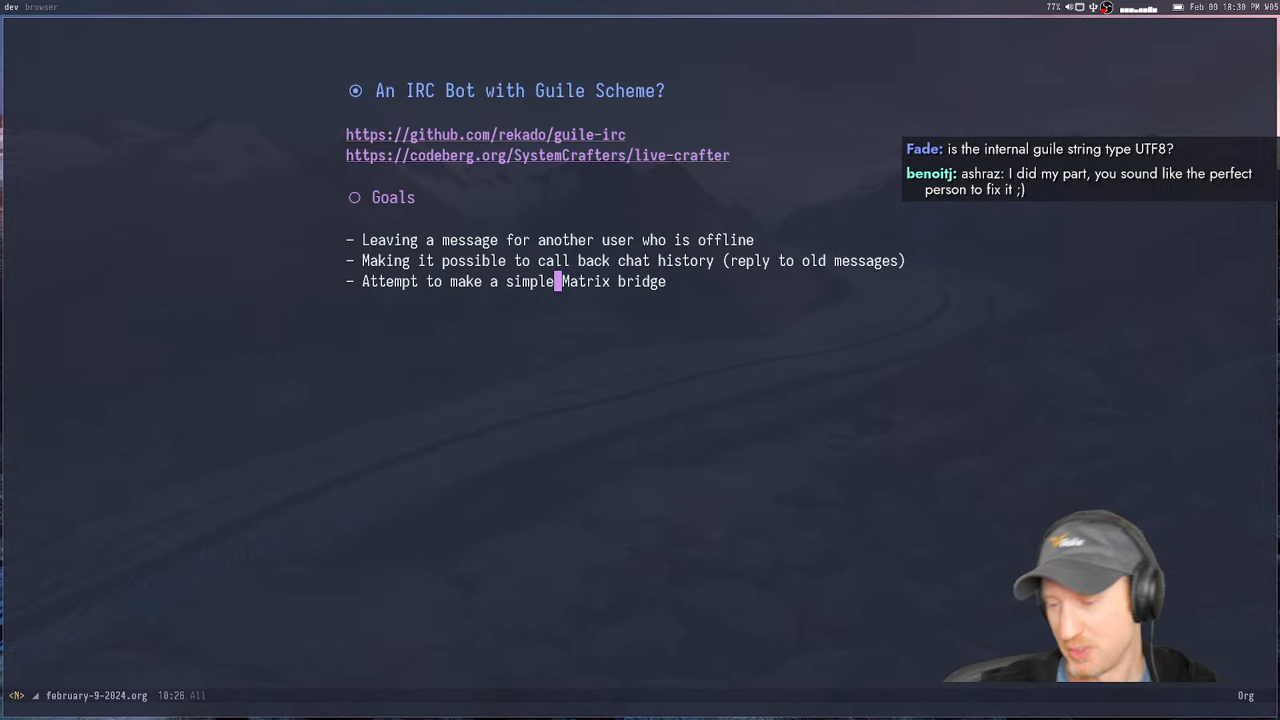 dev browser
77%
Feb 09 18:30 PM W05
An IRC Bot with Guile Scheme?
https://github.com/rekado/guile-irc
https://codeberg.org/SystemCrafters/live-crafter
Goals
- Leaving a message for another user who is offline
- Making it possible to call back chat history (reply to old messages)
- Attempt to make a simple Matrix bridge
Fade: is the internal guile string type UTF8?
benoitj: ashraz: I did my part, you sound like the perfect
person to fix it ;)
<N> february-9-2024.org 10:26 All
Org